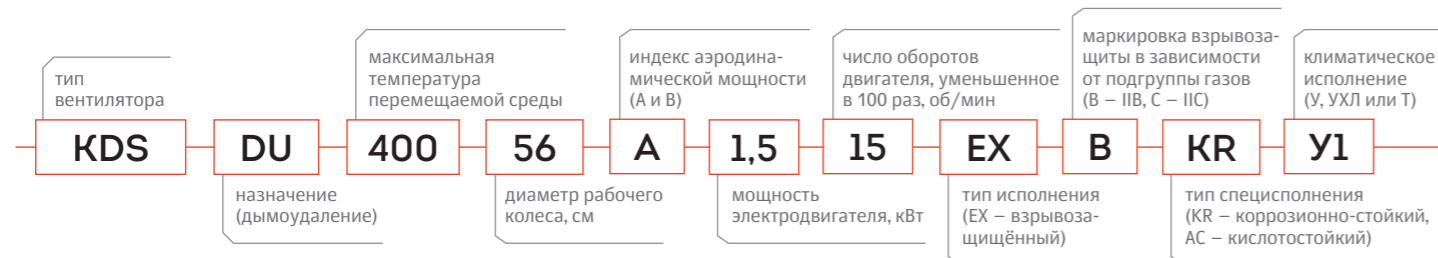 тип
вентилятора
максимальная
температура
перемещаемой среды
индекс аэродина-
мической мощности
(А и В)
число оборотов
двигателя, уменьшенное
в 100 раз, об/мин
маркировка взрывоза-
щиты в зависимости
от подгруппы газов
(B – IIB, C – IIC)
климатическое
исполнение
(У, УХЛ или Т)
KDS DU 400 56 A 1,5 15 EX B KR У1
назначение
(дымоудаление)
диаметр рабочего
колеса, см
мощность
электродвигателя, кВт
тип исполнения
(EX – взрывоза-
щищённый)
тип специсполнения
(KR – коррозионно-стойкий,
AC – кислотостойкий)